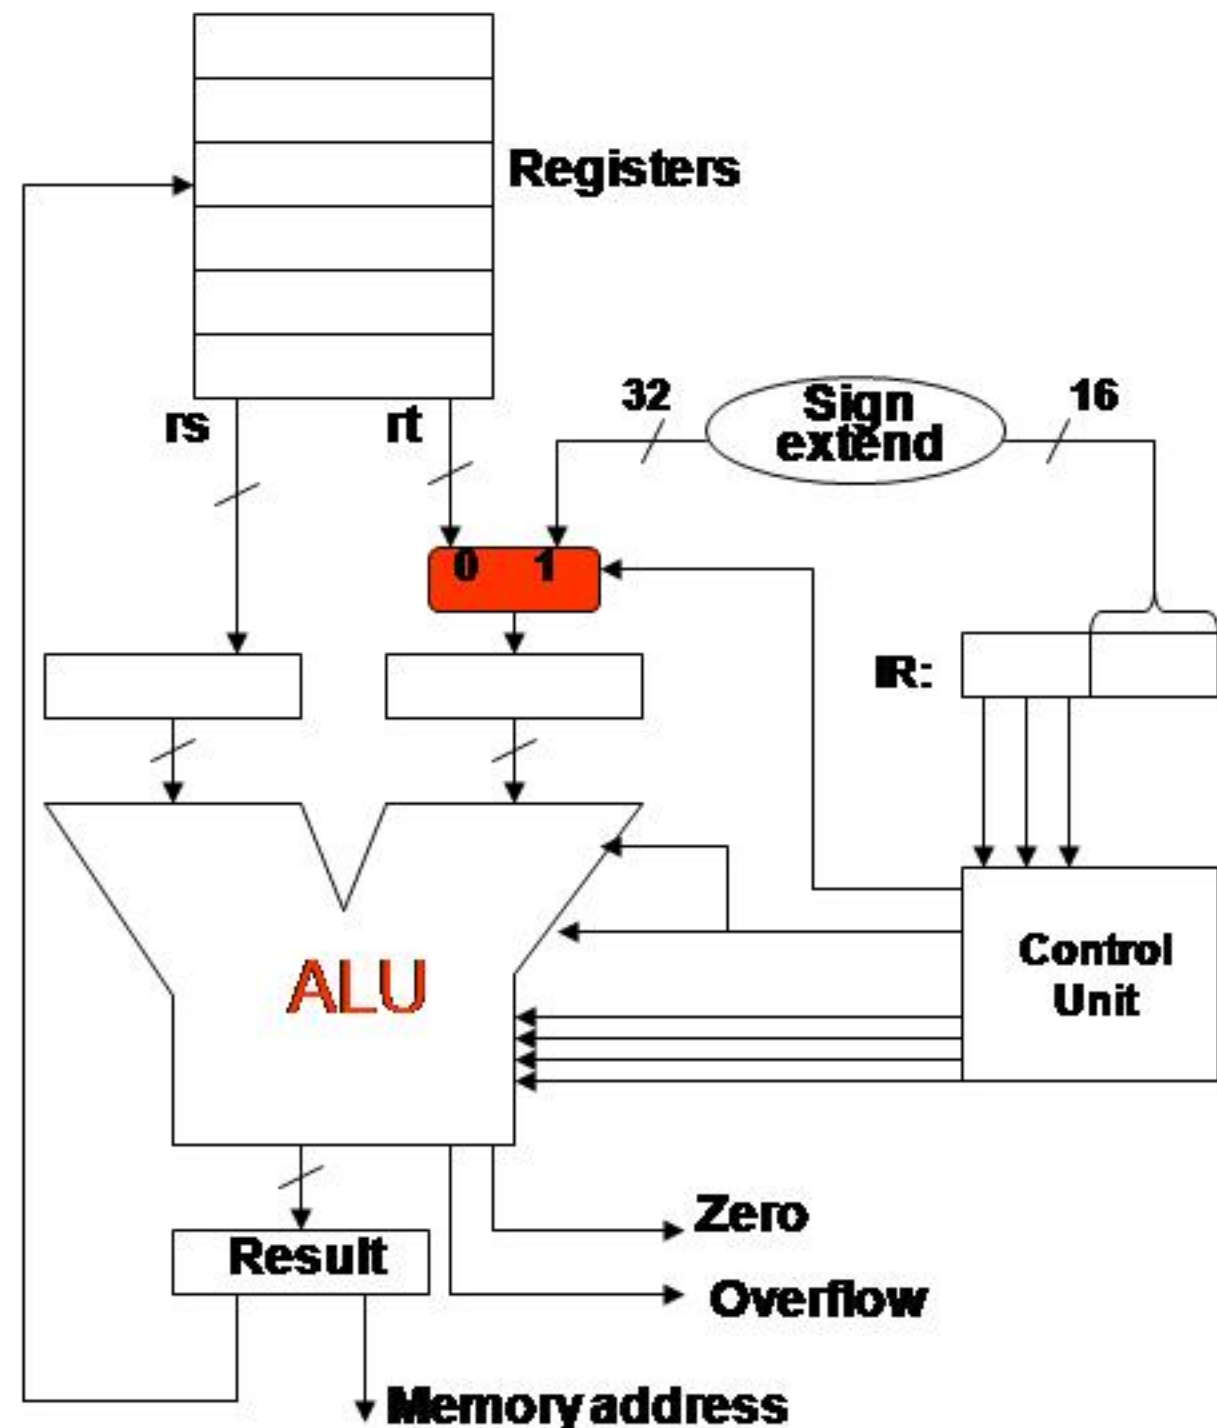 Registers
rs
rt
32
Sign
extend
16
0
1
IR:
ALU
Control
Unit
Zero
Result
Overflow
Memory address